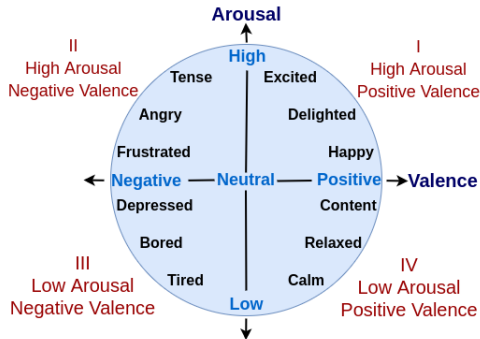 Arousal
II
High Arousal
Negative Valence
I
High Arousal
Positive Valence
High
Tense
Excited
Angry
Delighted
Frustrated
Happy
Negative
Neutral
Positive
Valence
Depressed
Content
Bored
Relaxed
Tired
Calm
III
Low Arousal
Negative Valence
Low
IV
Low Arousal
Positive Valence